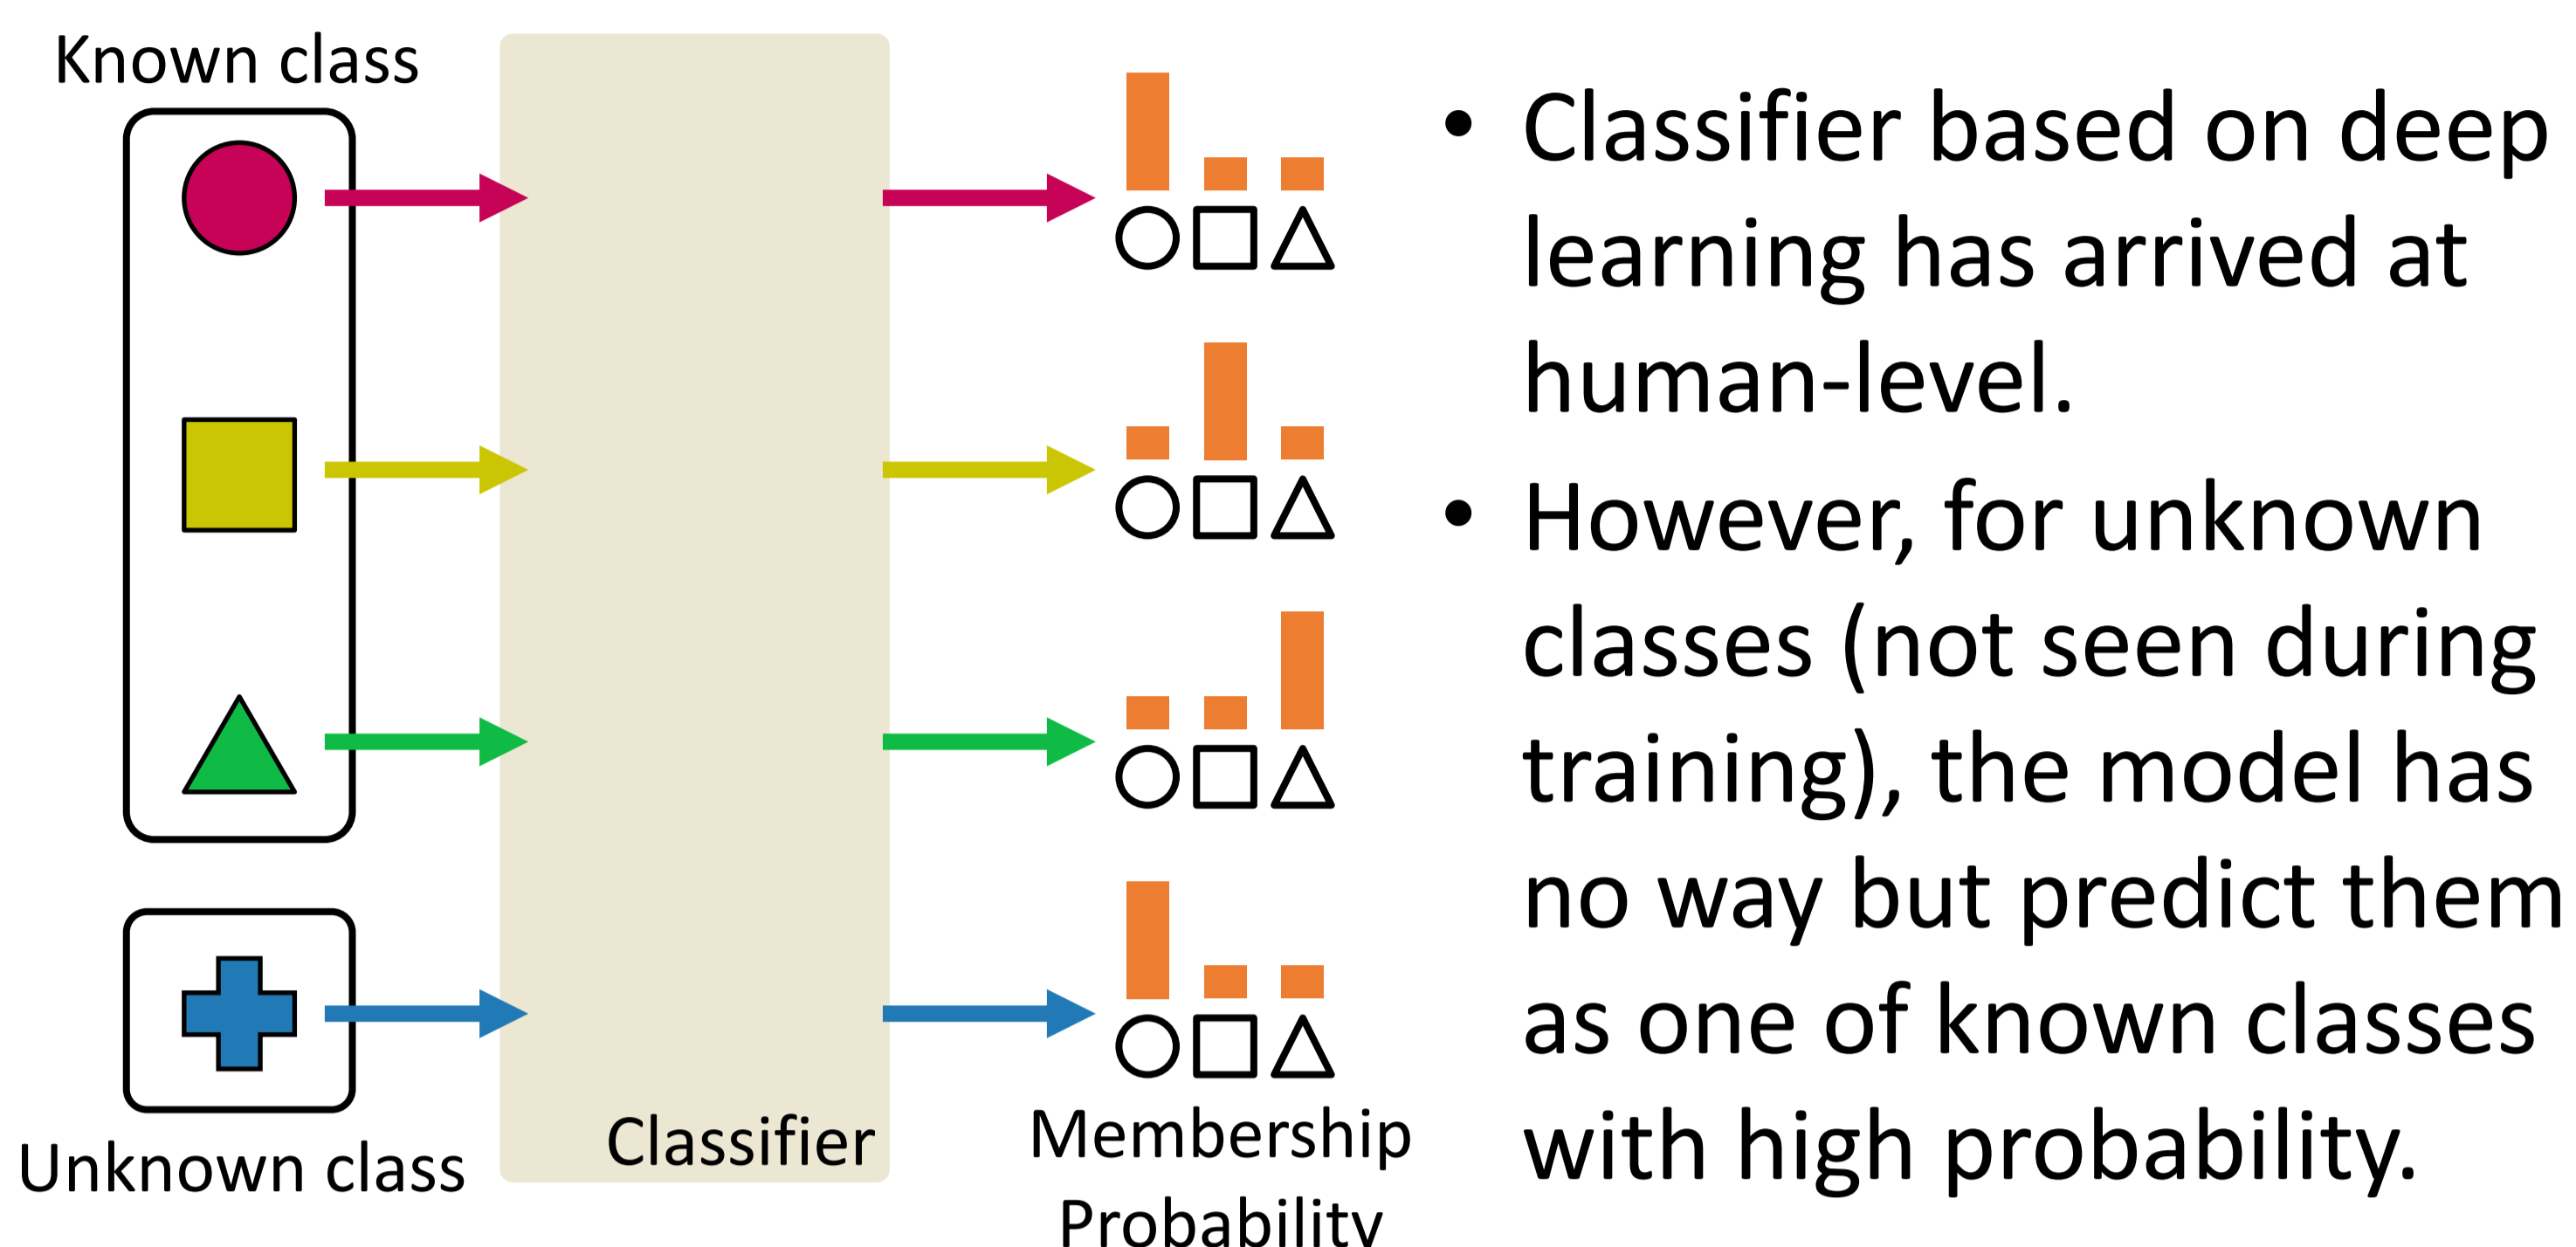 Known class
Unknown class
Classifier
Membership
Probability
• Classifier based on deep
learning has arrived at
human-level.
• However, for unknown
classes (not seen during
training), the model has
no way but predict them
as one of known classes
with high probability.